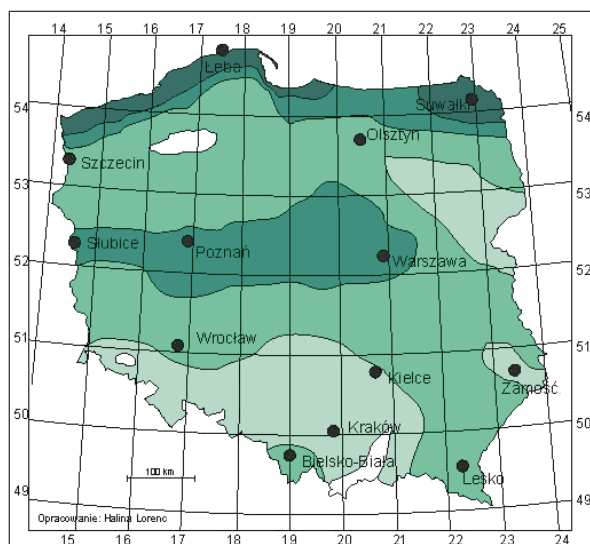 14 15 16 17 18 19 20 21 22 23 24 25
Łeba
54 Suwałki 54
Olsztyn
Szczecin
53 53
Słubice Poznań Warszawa
52 52
Wrocław
51 51
Kielce Zamość
50 Kraków 50
Bielsko-Biała Lesko
100 km
49 49
Opracowanie: Halina Lorenc
15 16 17 18 19 20 21 22 23 24